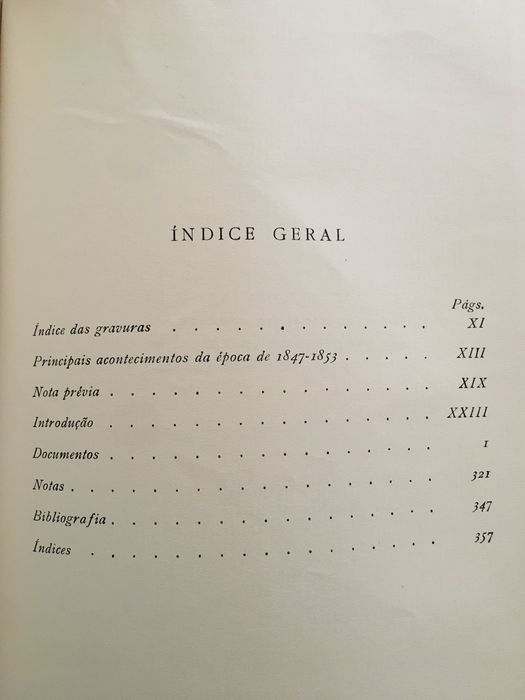 ÍNDICE GERAL
Págs.
Índice das gravuras . . . . . . . . . . . . XI
Principais acontecimentos da época de 1847-1853 . . . . . XIII
Nota prévia . . . . . . . . . . . . . . . XIX
Introdução . . . . . . . . . . . . . . . XXIII
Documentos . . . . . . . . . . . . . . . 1
Notas . . . . . . . . . . . . . . . . . 321
Bibliografia . . . . . . . . . . . . . . . 347
Índices . . . . . . . . . . . . . . . . 357